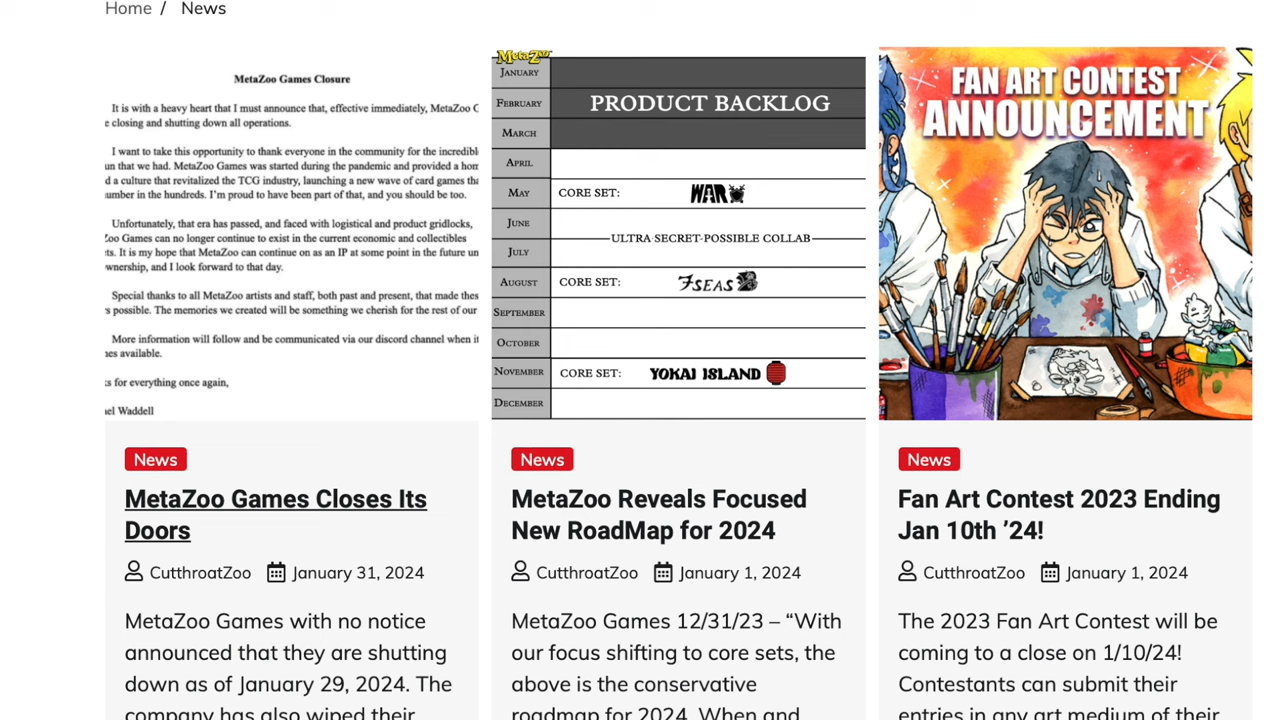 Home / News
MetaZoo Games Closure
It is with a heavy heart that I must announce that, effective immediately, MetaZoo
closing and shutting down all operations.
I want to take this opportunity to thank everyone in the community for the
that we had. MetaZoo Games was started during the pandemic and provided a
d a culture that revitalized the TCG industry, launching a new wave of card games
number in the hundreds. I'm proud to have been part of that, and you should be too.
Unfortunately, that era has passed, and faced with logistical and product gridlocks,
Zoo Games can no longer continue to exist in the current economic and collectibles
ts. It is my hope that MetaZoo can continue on as an IP at some point in the future
wnership, and I look forward to that day.
Special thanks to all MetaZoo artists and staff, both past and present, that made
s possible. The memories we created will be something we cherish for the rest of our
More information will follow and be communicated via our discord channel when it
es available.
s for everything once again,
el Waddell
MetaZoo
JANUARY
FEBRUARY PRODUCT BACKLOG
MARCH
APRIL
MAY CORE SET: WAR
JUNE
ULTRA SECRET-POSSIBLE COLLAB
JULY
AUGUST CORE SET: 7SEAS
SEPTEMBER
OCTOBER
NOVEMBER CORE SET: YOKAI ISLAND
DECEMBER
FAN ART CONTEST
ANNOUNCEMENT
News
MetaZoo Games Closes Its
Doors
CutthroatZoo January 31, 2024
MetaZoo Games with no notice
announced that they are shutting
down as of January 29, 2024. The
company has also wiped their
News
MetaZoo Reveals Focused
New RoadMap for 2024
CutthroatZoo January 1, 2024
MetaZoo Games 12/31/23 – “With
our focus shifting to core sets, the
above is the conservative
roadmap for 2024. When and
News
Fan Art Contest 2023 Ending
Jan 10th ’24!
CutthroatZoo January 1, 2024
The 2023 Fan Art Contest will be
coming to a close on 1/10/24!
Contestants can submit their
entries in any art medium of their